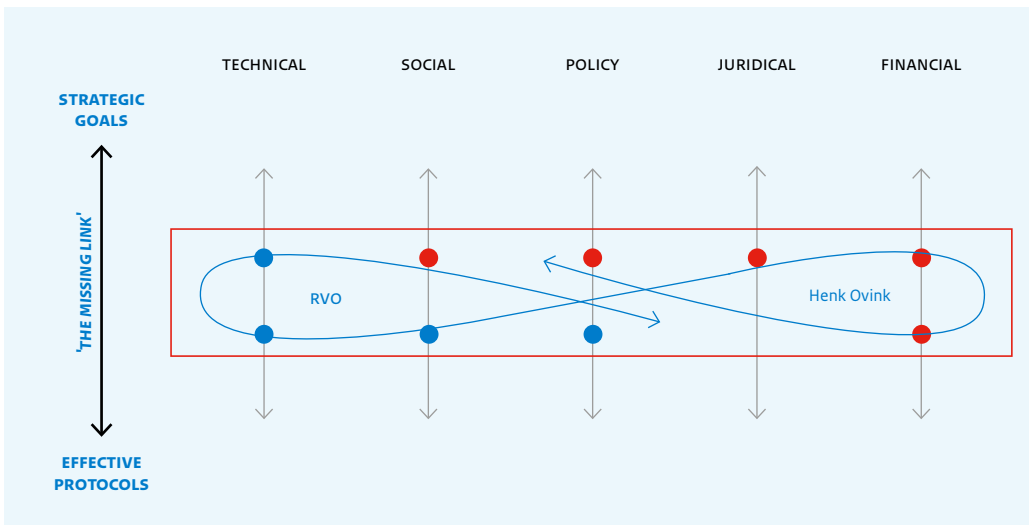 TECHNICAL
SOCIAL
POLICY
JURIDICAL
FINANCIAL
STRATEGIC
GOALS
'THE MISSING LINK'
RVO
Henk Ovink
EFFECTIVE
PROTOCOLS